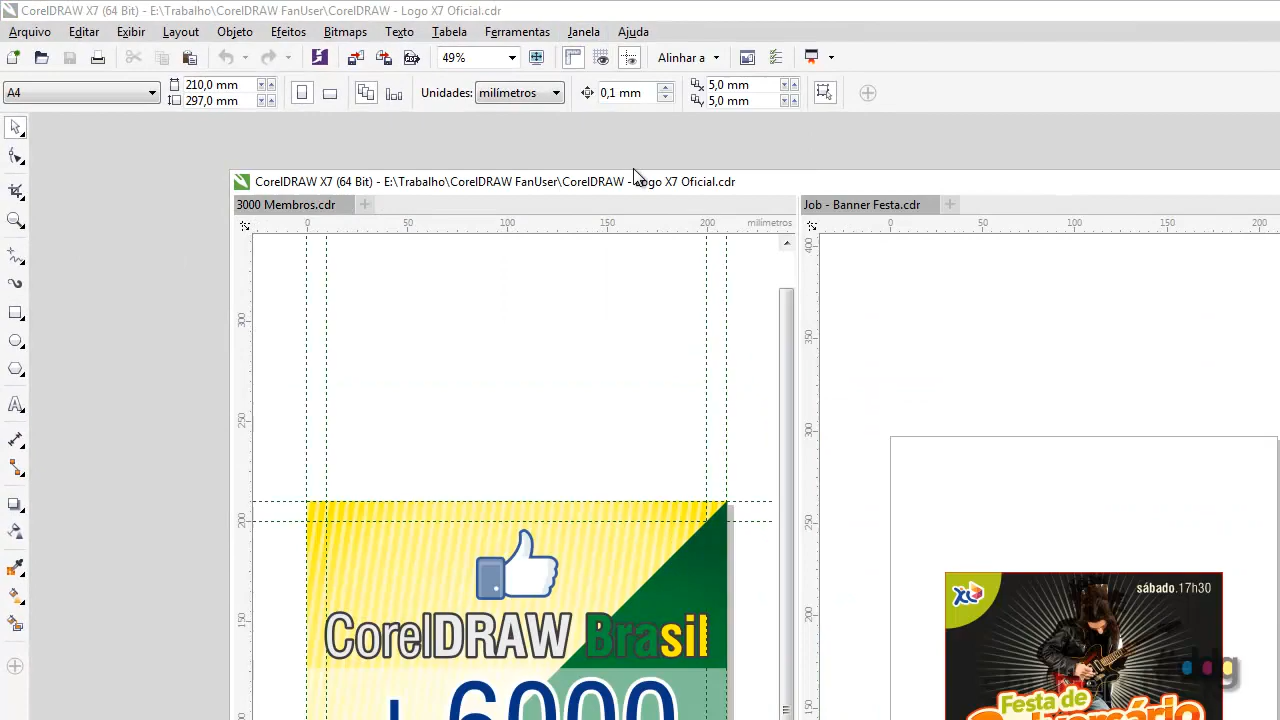 CorelDRAW X7 (64 Bit) - E:\Trabalho\CorelDRAW FanUser\CorelDRAW - Logo X7 Oficial.cdr
Arquivo Editar Exibir Layout Objeto Efeitos Bitmaps Texto Tabela Ferramentas Janela Ajuda
49% Alinhar a
A4 210,0 mm 297,0 mm Unidades: milímetros 0,1 mm 5,0 mm 5,0 mm
CorelDRAW X7 (64 Bit) - E:\Trabalho\CorelDRAW FanUser\CorelDRAW - Logo X7 Oficial.cdr
3000 Membros.cdr Job - Banner Festa.cdr
0 50 100 150 200 milímetros 0 50 100 150 200
300
250
200
150
400
350
300
250
200
150
CorelDRAW Brasil
+ 6000
sábado.17h30
Festa de
Aniversário